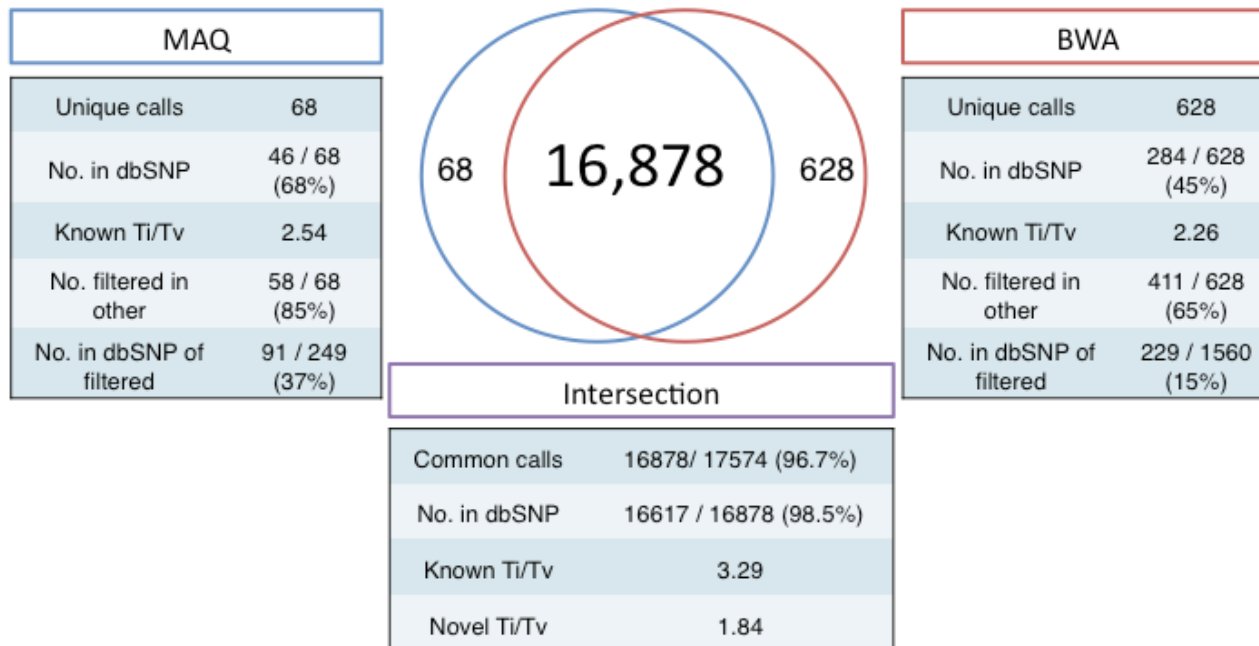 MAQ
Unique calls 68
No. in dbSNP 46 / 68
(68%)
Known Ti/Tv 2.54
No. filtered in
other 58 / 68
(85%)
No. in dbSNP of
filtered 91 / 249
(37%)
68
16,878
628
BWA
Unique calls 628
No. in dbSNP 284 / 628
(45%)
Known Ti/Tv 2.26
No. filtered in
other 411 / 628
(65%)
No. in dbSNP of
filtered 229 / 1560
(15%)
Intersection
Common calls 16878/ 17574 (96.7%)
No. in dbSNP 16617 / 16878 (98.5%)
Known Ti/Tv 3.29
Novel Ti/Tv 1.84